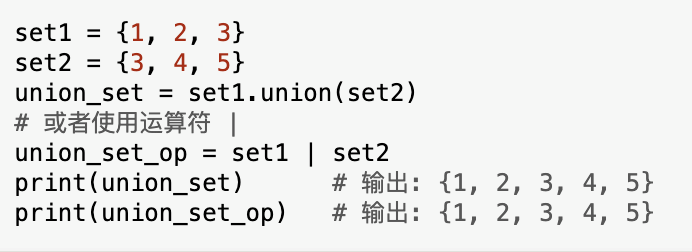 set1 = {1, 2, 3}
set2 = {3, 4, 5}
union_set = set1.union(set2)
# 或者使用运算符 |
union_set_op = set1 | set2
print(union_set)      # 输出: {1, 2, 3, 4, 5}
print(union_set_op)   # 输出: {1, 2, 3, 4, 5}